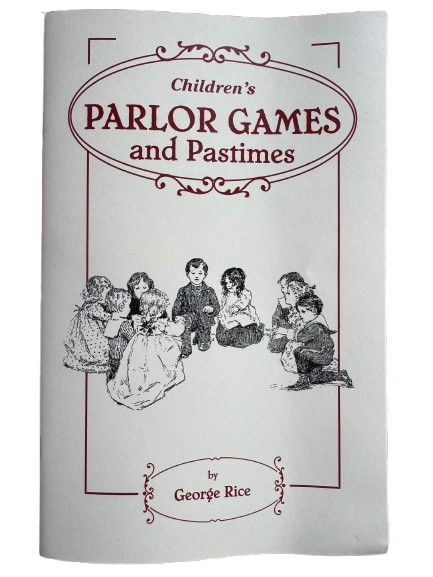 Children's
PARLOR GAMES
and Pastimes
by
George Rice